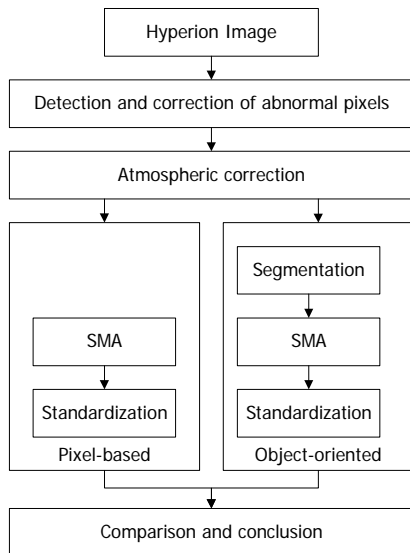 Hyperion Image
Detection and correction of abnormal pixels
Atmospheric correction
SMA
Standardization
Pixel-based
Segmentation
SMA
Standardization
Object-oriented
Comparison and conclusion